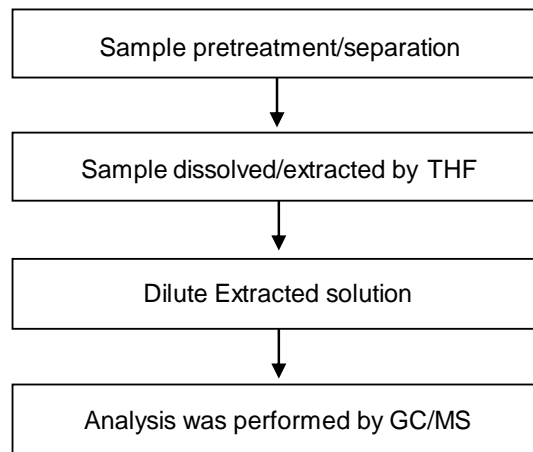 Sample pretreatment/separation
Sample dissolved/extracted by THF
Dilute Extracted solution
Analysis was performed by GC/MS